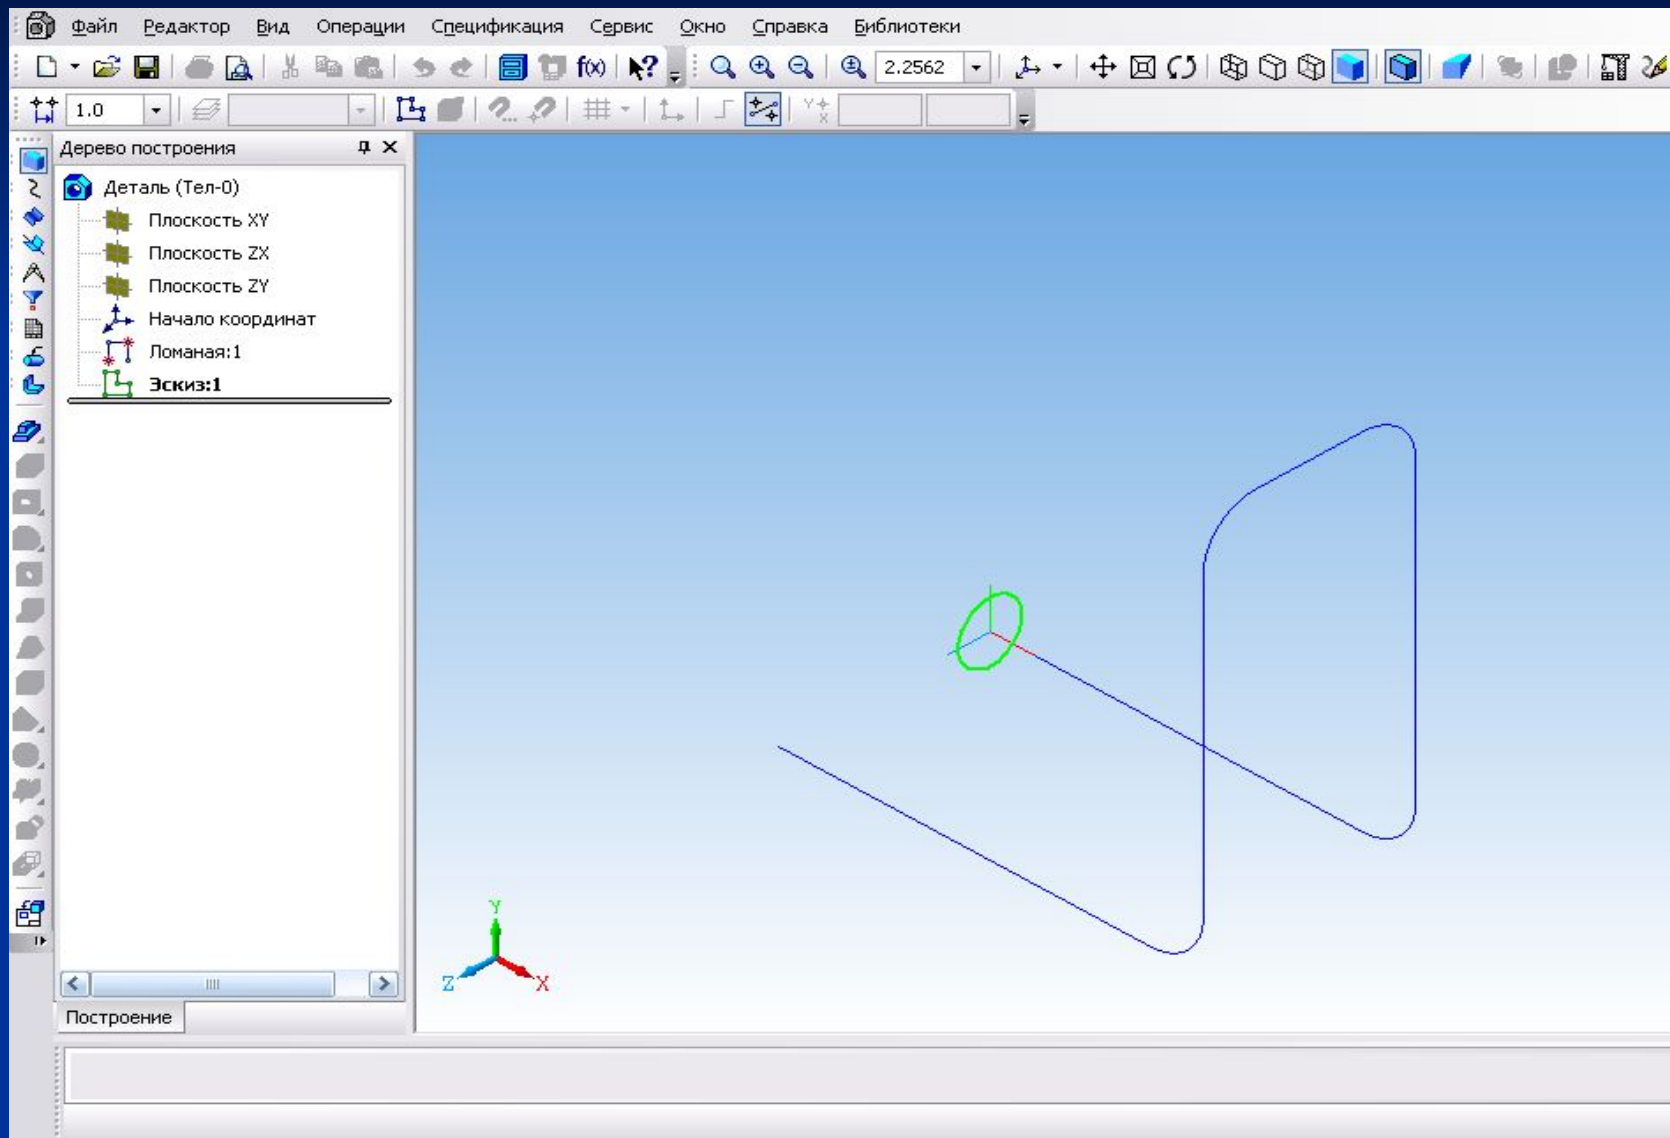 Файл Редактор Вид Операции Спецификация Сервис Окно Справка Библиотеки
f(x) ? 2.2562
1.0
Дерево построения
Деталь (Тел-0)
Плоскость XY
Плоскость ZX
Плоскость ZY
Начало координат
Ломаная:1
Эскиз:1
Y
Z X
Построение